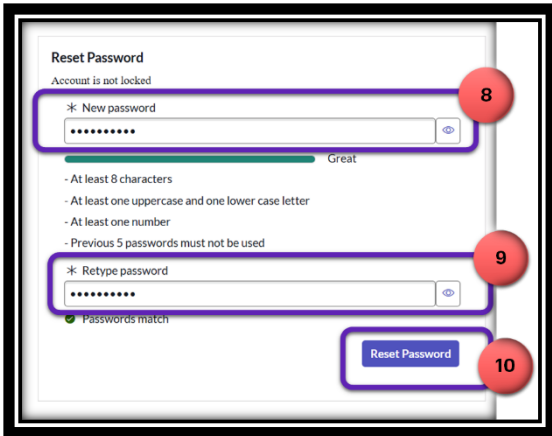 Reset Password
Account is not locked
8
* New password
••••••••••
Great
- At least 8 characters
- At least one uppercase and one lower case letter
- At least one number
- Previous 5 passwords must not be used
9
* Retype password
••••••••••
Passwords match
Reset Password
10